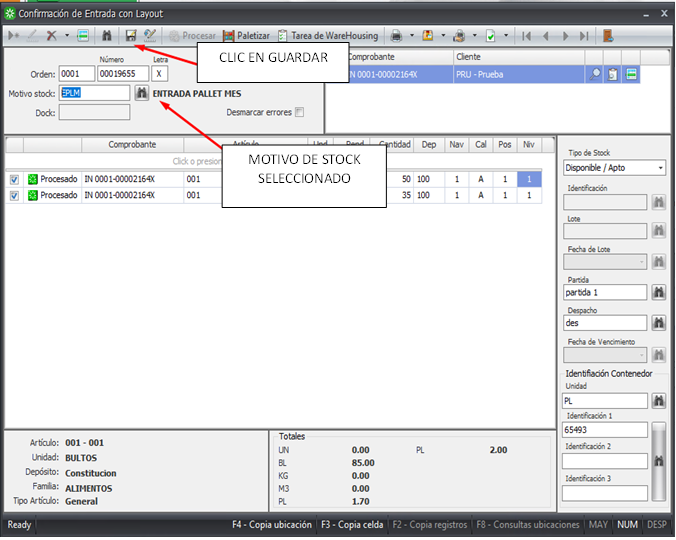 Confirmación de Entrada con Layout
Procesar Paletizar Tarea de WareHousing
CLIC EN GUARDAR
Número Letra
Orden: 0001 00019655 X
Motivo stock: EPLM ENTRADA PALLET MES
Dock: Desmarcar errores
Comprobante Cliente
IN 0001-00002164X PRU - Prueba
MOTIVO DE STOCK
SELECCIONADO
Comprobante Artículo Und Pend Cantidad Dep Nav Cal Pos Niv
Click o presion
Procesado IN 0001-00002164X 001 50 100 1 A 1 1
Procesado IN 0001-00002164X 001 35 100 1 A 1 1
Tipo de Stock
Disponible / Apto
Identificación
Lote
Fecha de Lote
Partida
partida 1
Despacho
des
Fecha de Vencimiento
Identifiación Contenedor
Unidad
PL
Identificación 1
65493
Identificación 2
Identificación 3
Artículo: 001 - 001
Unidad: BULTOS
Depósito: Constitucion
Familia: ALIMENTOS
Tipo Artículo: General
Totales
UN 0.00 PL 2.00
BL 85.00
KG 0.00
M3 0.00
PL 1.70
Ready F4 - Copia ubicación F3 - Copia celda F2 - Copia registros F8 - Consultas ubicaciones MAY NUM DESP